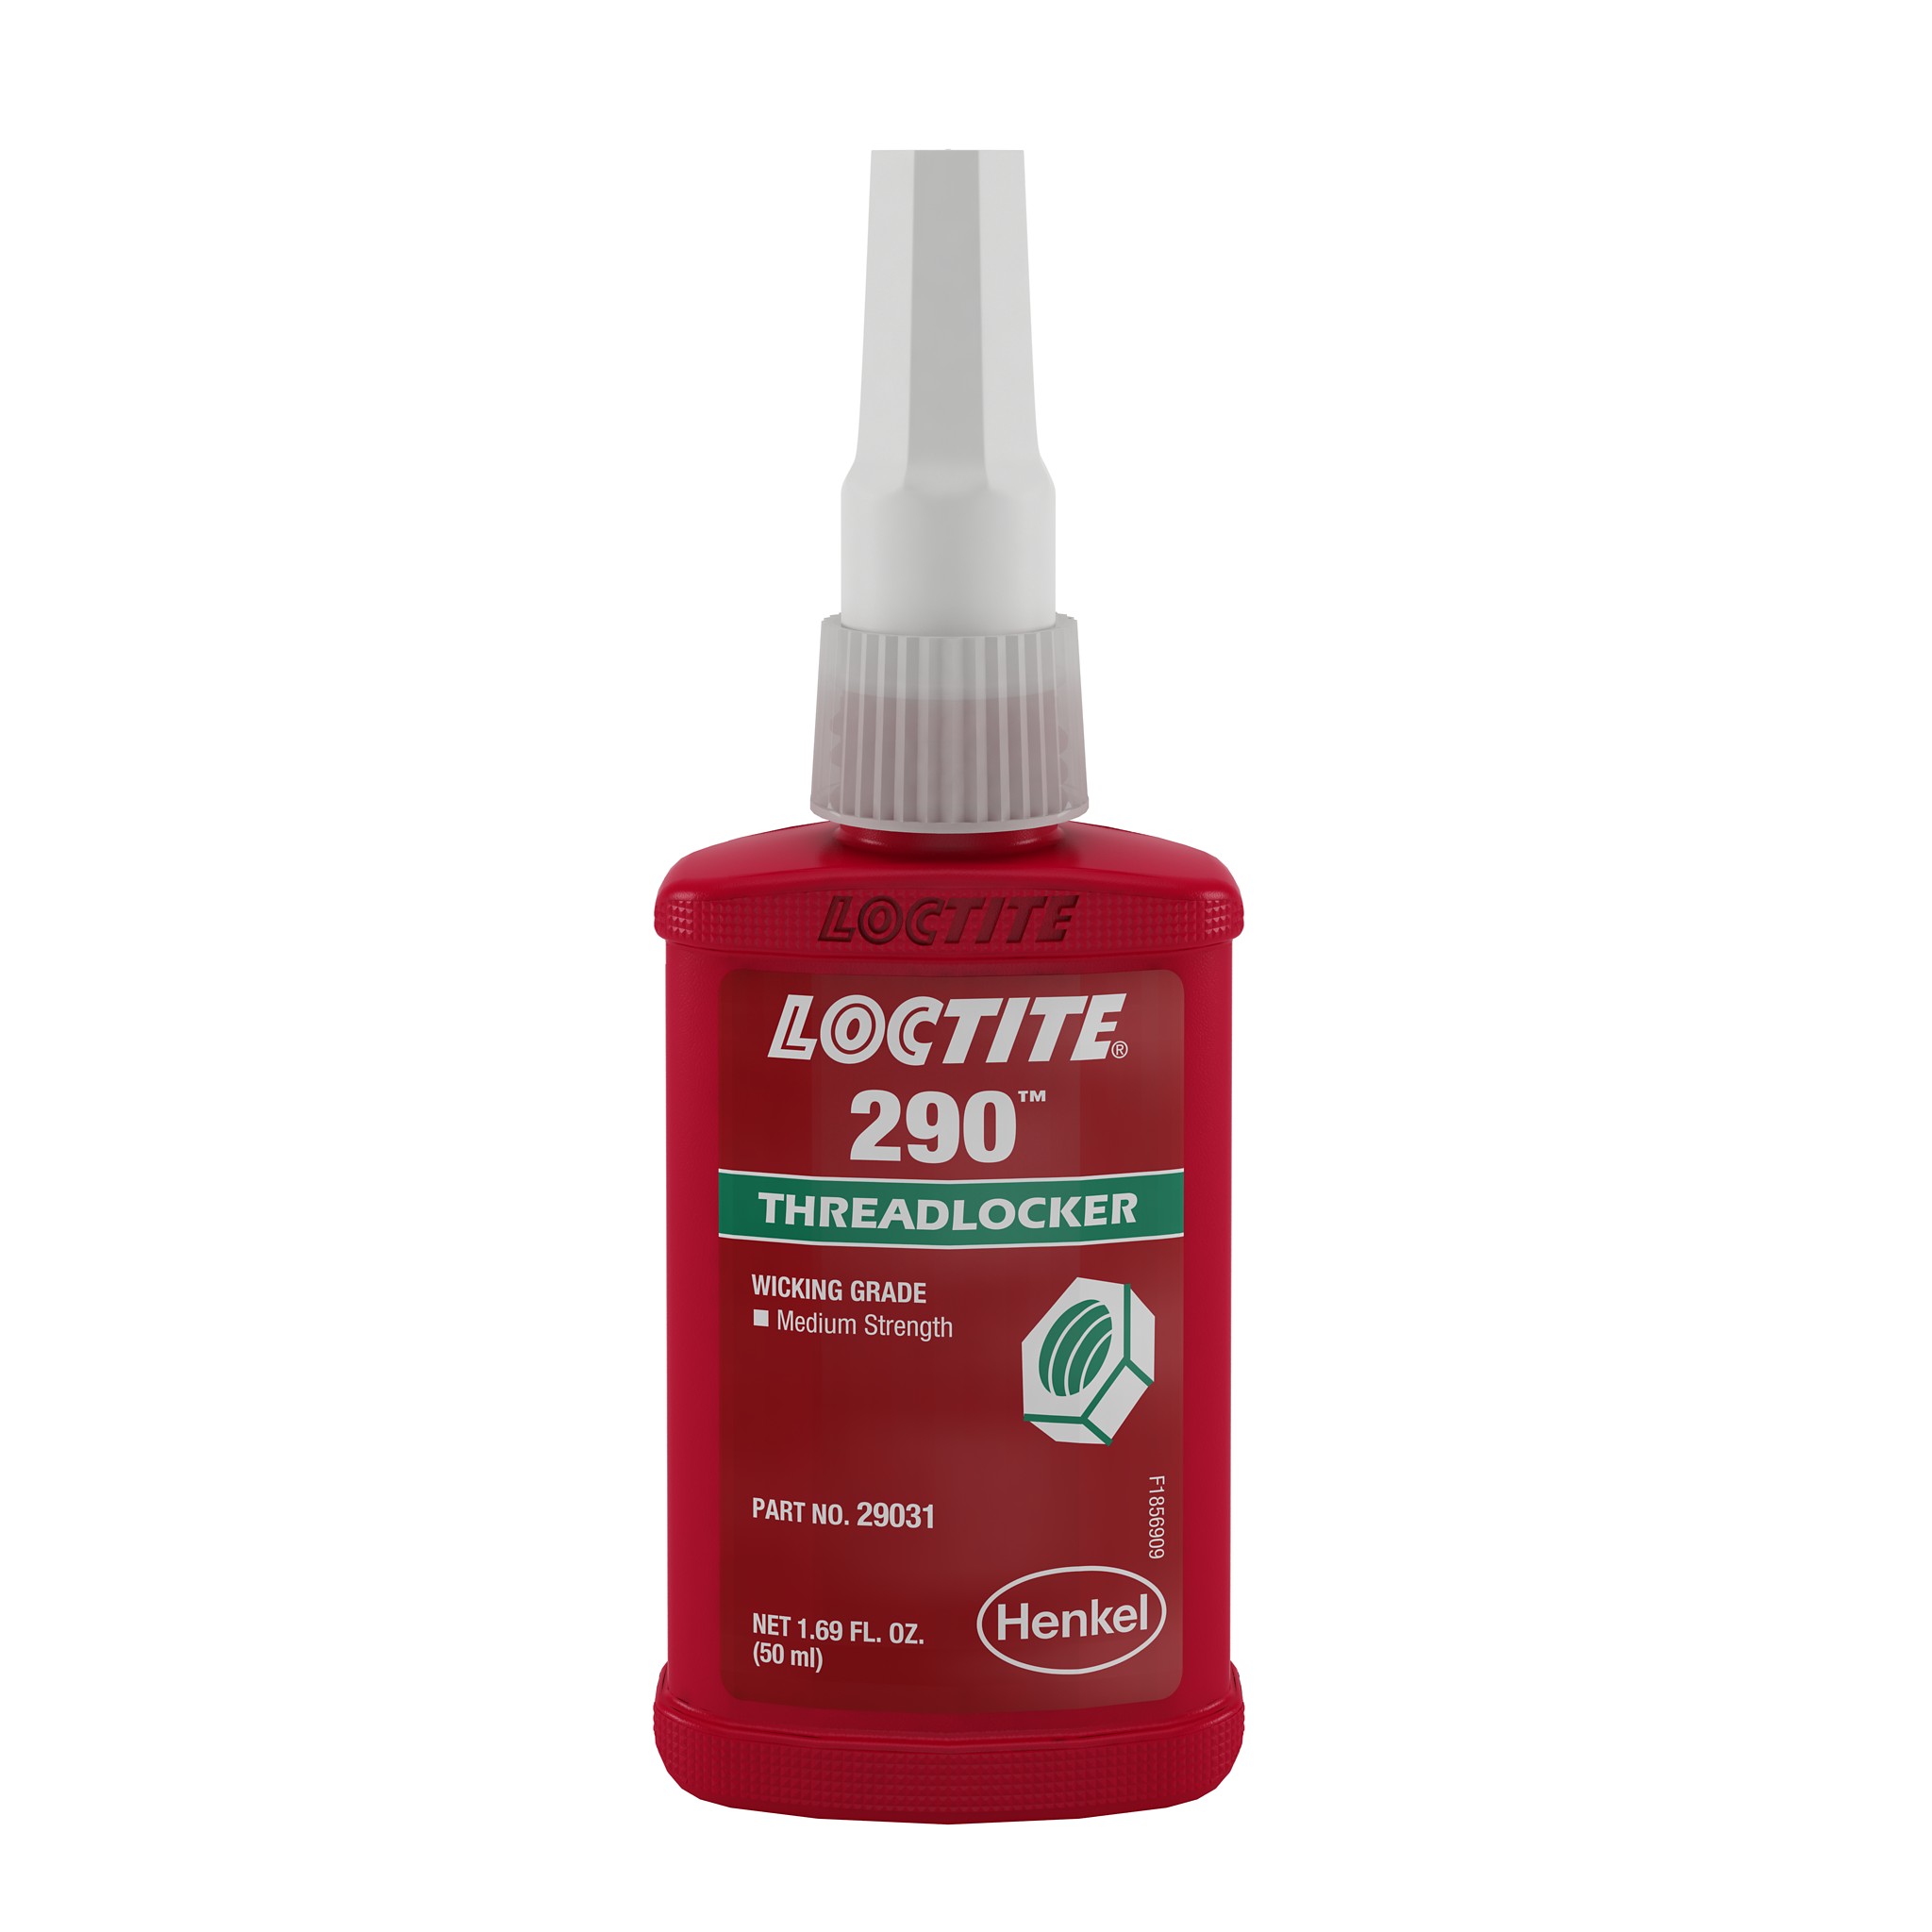 LOCTITE
LOCTITE®
290™
THREADLOCKER
WICKING GRADE
■ Medium Strength
PART NO. 29031
F1856909
NET 1.69 FL. OZ.
(50 ml)
Henkel